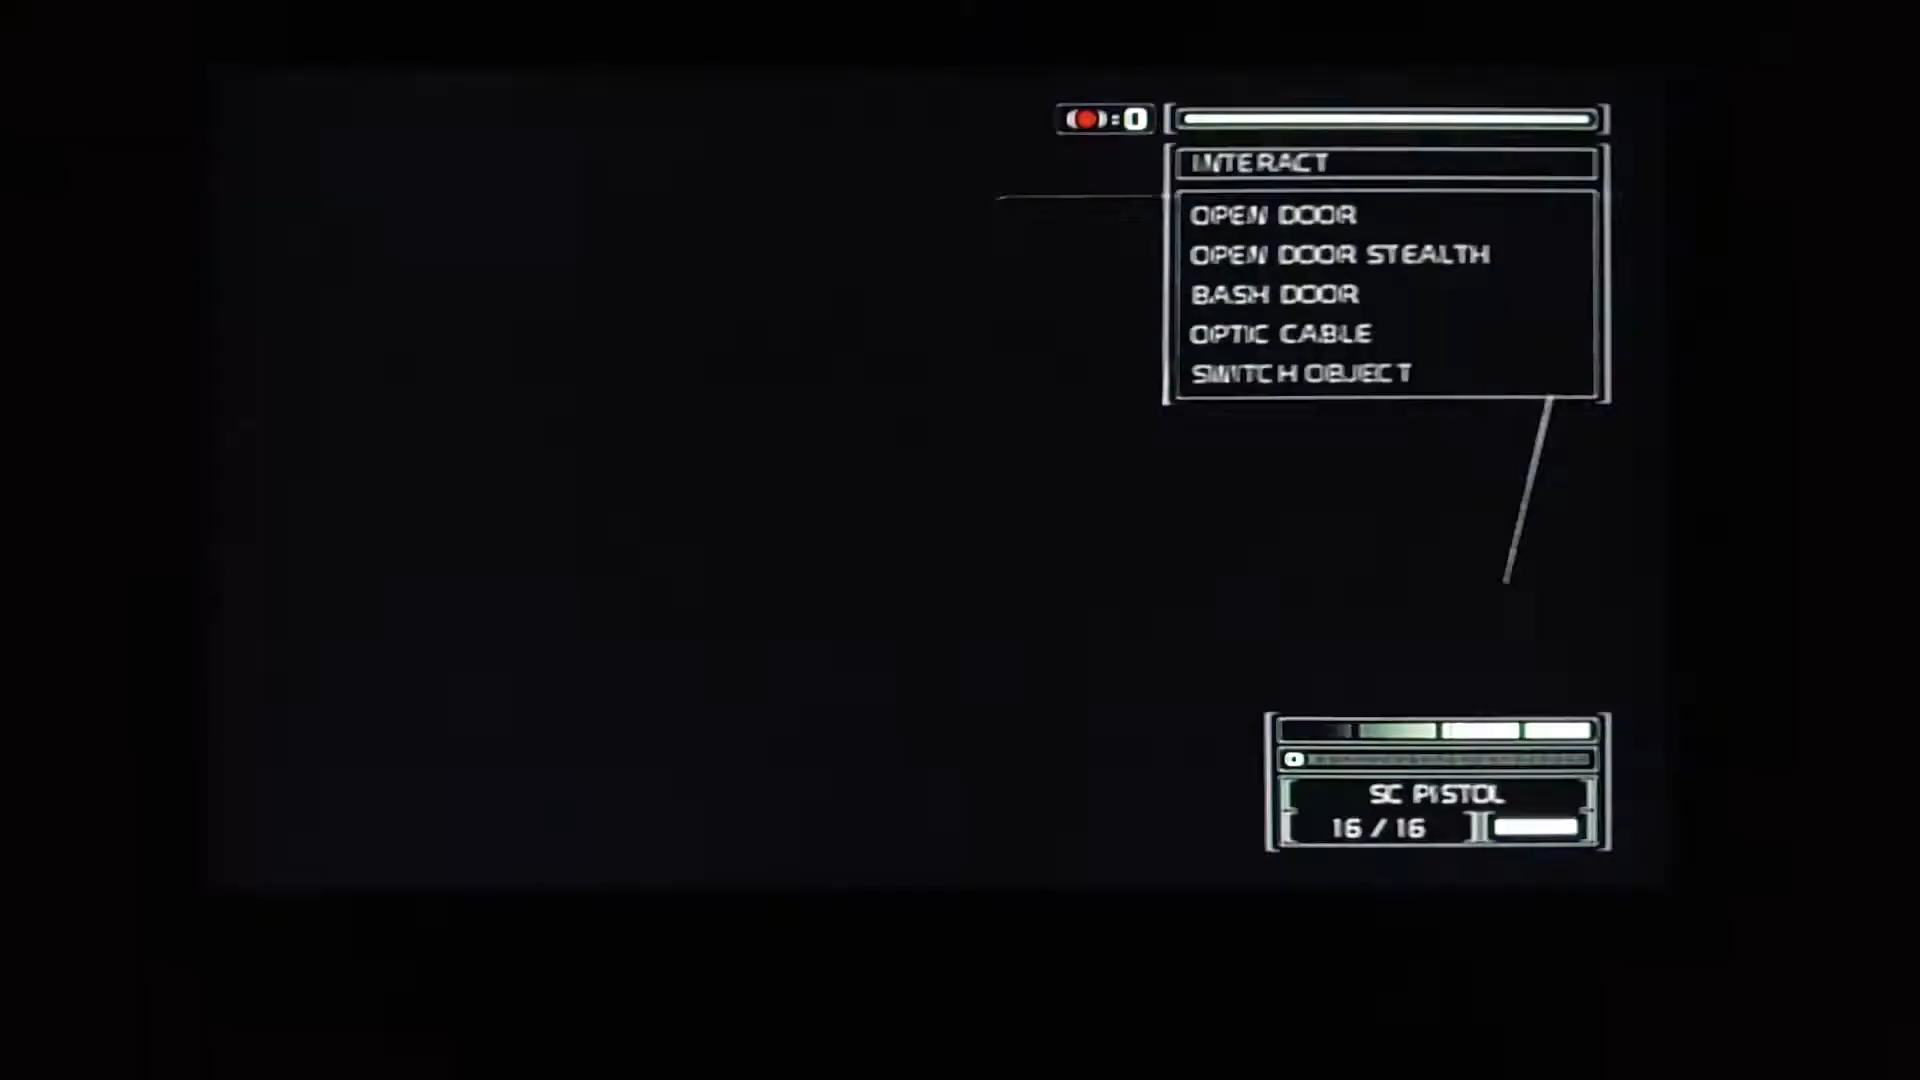 :0
INTERACT
OPEN DOOR
OPEN DOOR STEALTH
BASH DOOR
OPTIC CABLE
SWITCH OBJECT
SC PISTOL
16 / 16